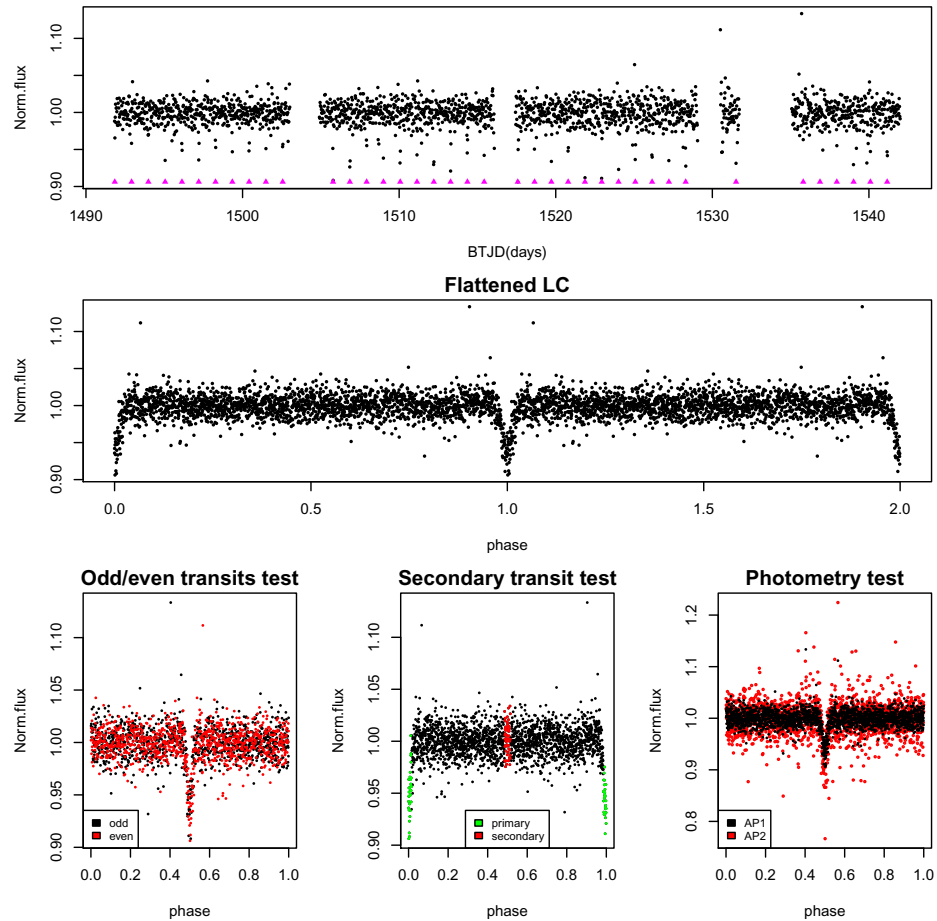 1.10
1.00
0.90
Norm.flux
1490 1500 1510 1520 1530 1540
BTJD(days)
Flattened LC
1.10
1.00
0.90
Norm.flux
0.0 0.5 1.0 1.5 2.0
phase
Odd/even transits test
1.10
1.05
1.00
0.95
0.90
Norm.flux
odd
even
0.0 0.2 0.4 0.6 0.8 1.0
phase
Secondary transit test
1.10
1.05
1.00
0.95
0.90
Norm.flux
primary
secondary
0.0 0.2 0.4 0.6 0.8 1.0
phase
Photometry test
1.2
1.1
1.0
0.9
0.8
Norm.flux
AP1
AP2
0.0 0.2 0.4 0.6 0.8 1.0
phase